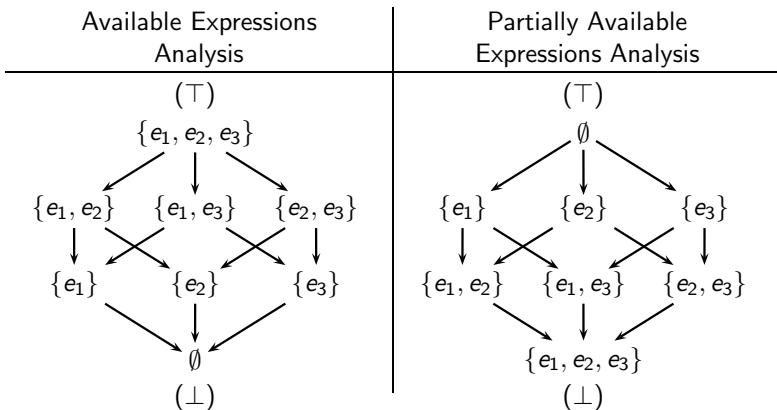 Available Expressions
Analysis
(⊤)
{e₁, e₂, e₃}
{e₁, e₂} {e₁, e₃} {e₂, e₃}
{e₁} {e₂} {e₃}
∅
(⊥)
Partially Available
Expressions Analysis
(⊤)
∅
{e₁} {e₂} {e₃}
{e₁, e₂} {e₁, e₃} {e₂, e₃}
{e₁, e₂, e₃}
(⊥)